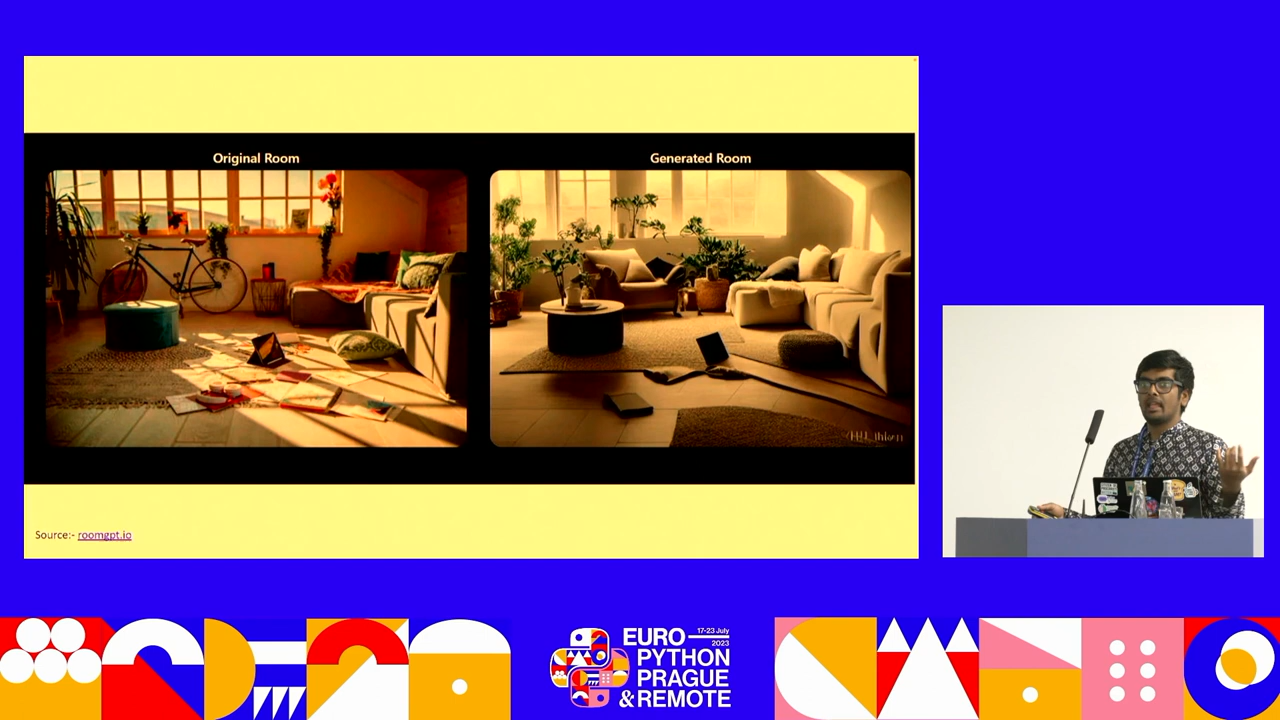 Original Room
Generated Room
Source:- roomgpt.io
EURO
17-23 July
2023
PYTHON
PRAGUE
& REMOTE